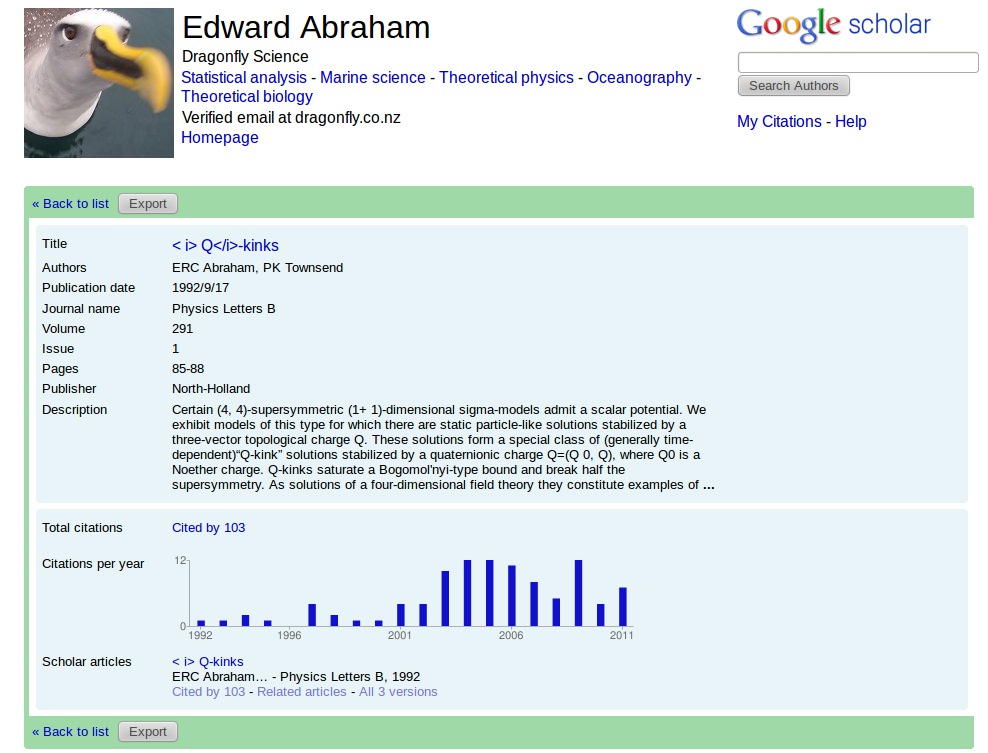 Edward Abraham
Dragonfly Science
Statistical analysis - Marine science - Theoretical physics - Oceanography -
Theoretical biology
Verified email at dragonfly.co.nz
Homepage
Google scholar
Search Authors
My Citations - Help
« Back to list Export
Title < i> Q</i>-kinks
Authors ERC Abraham, PK Townsend
Publication date 1992/9/17
Journal name Physics Letters B
Volume 291
Issue 1
Pages 85-88
Publisher North-Holland
Description Certain (4, 4)-supersymmetric (1+ 1)-dimensional sigma-models admit a scalar potential. We
exhibit models of this type for which there are static particle-like solutions stabilized by a
three-vector topological charge Q. These solutions form a special class of (generally time-
dependent)“Q-kink” solutions stabilized by a quaternionic charge Q=(Q 0, Q), where Q0 is a
Noether charge. Q-kinks saturate a Bogomol'nyi-type bound and break half the
supersymmetry. As solutions of a four-dimensional field theory they constitute examples of ...
Total citations Cited by 103
Citations per year
12
0
1992 1996 2001 2006 2011
Scholar articles < i> Q-kinks
ERC Abraham… - Physics Letters B, 1992
Cited by 103 - Related articles - All 3 versions
« Back to list Export